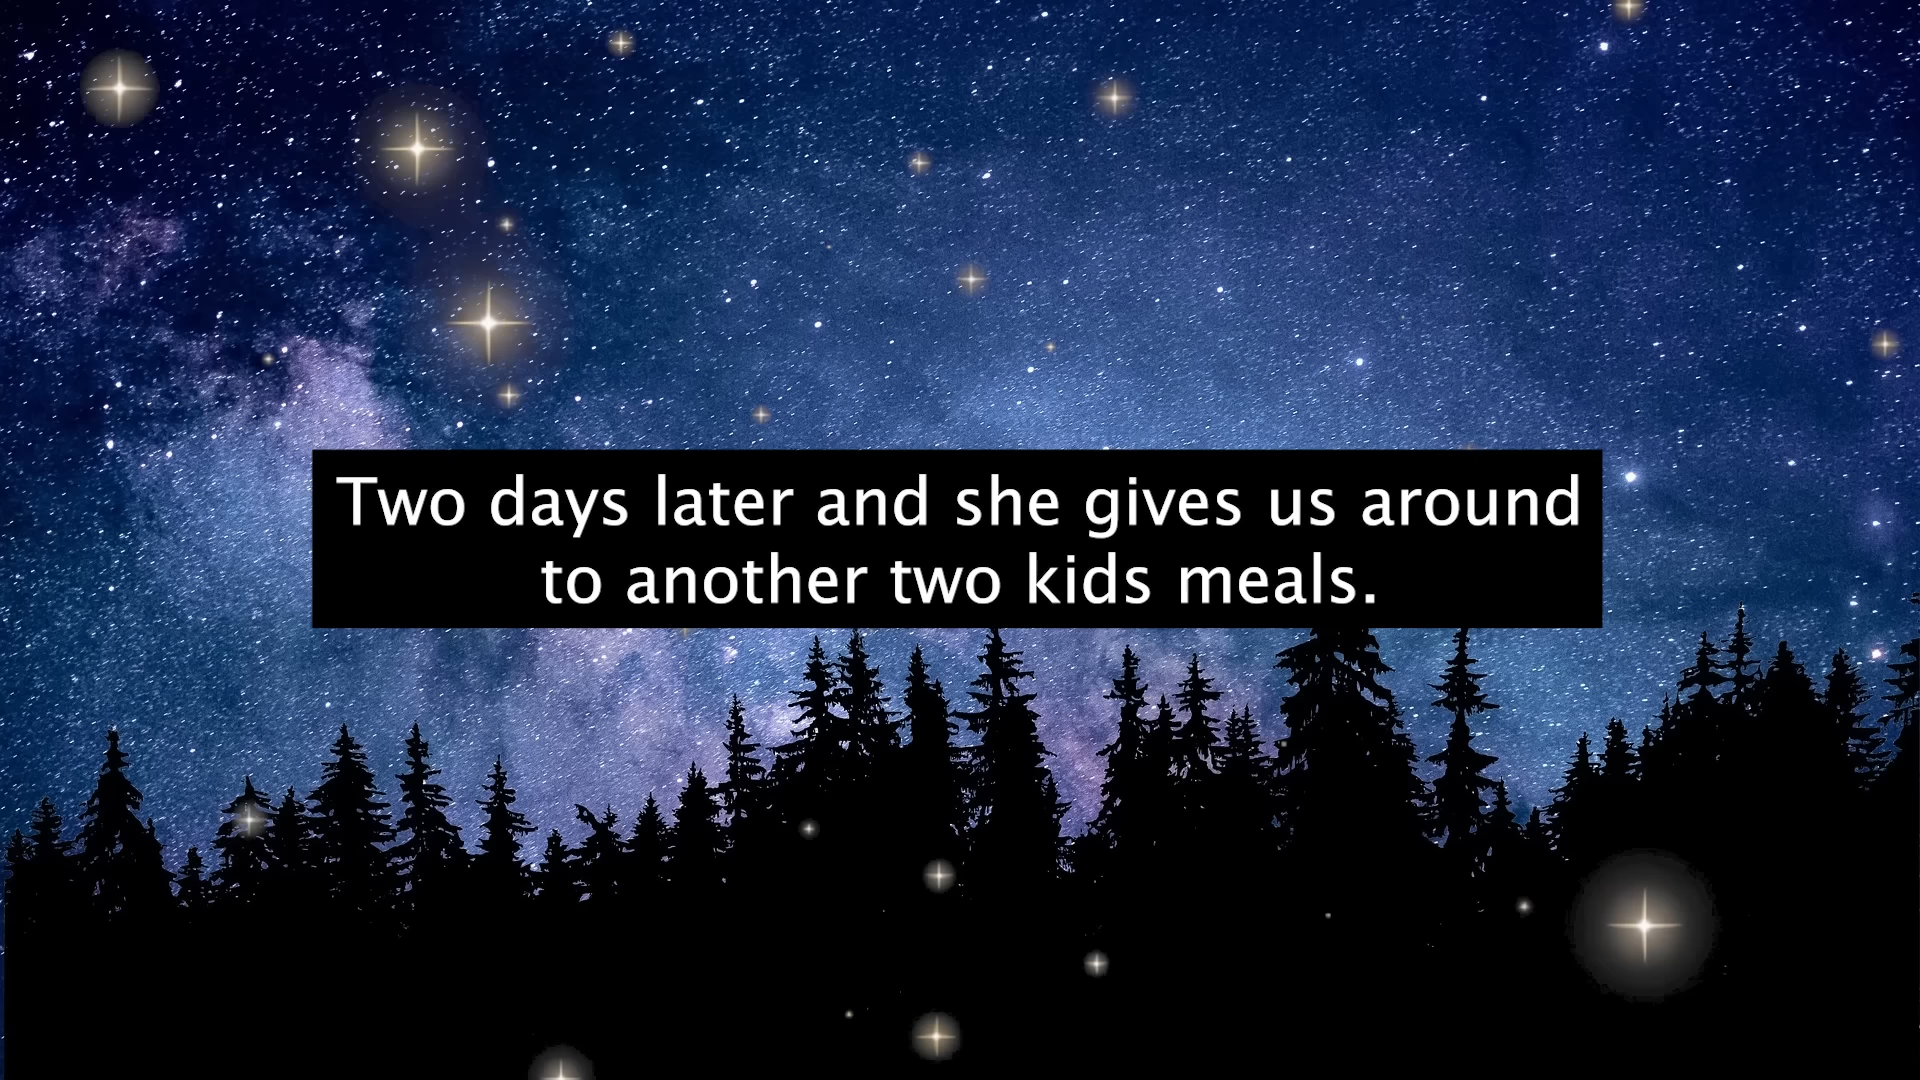 Two days later and she gives us around
to another two kids meals.